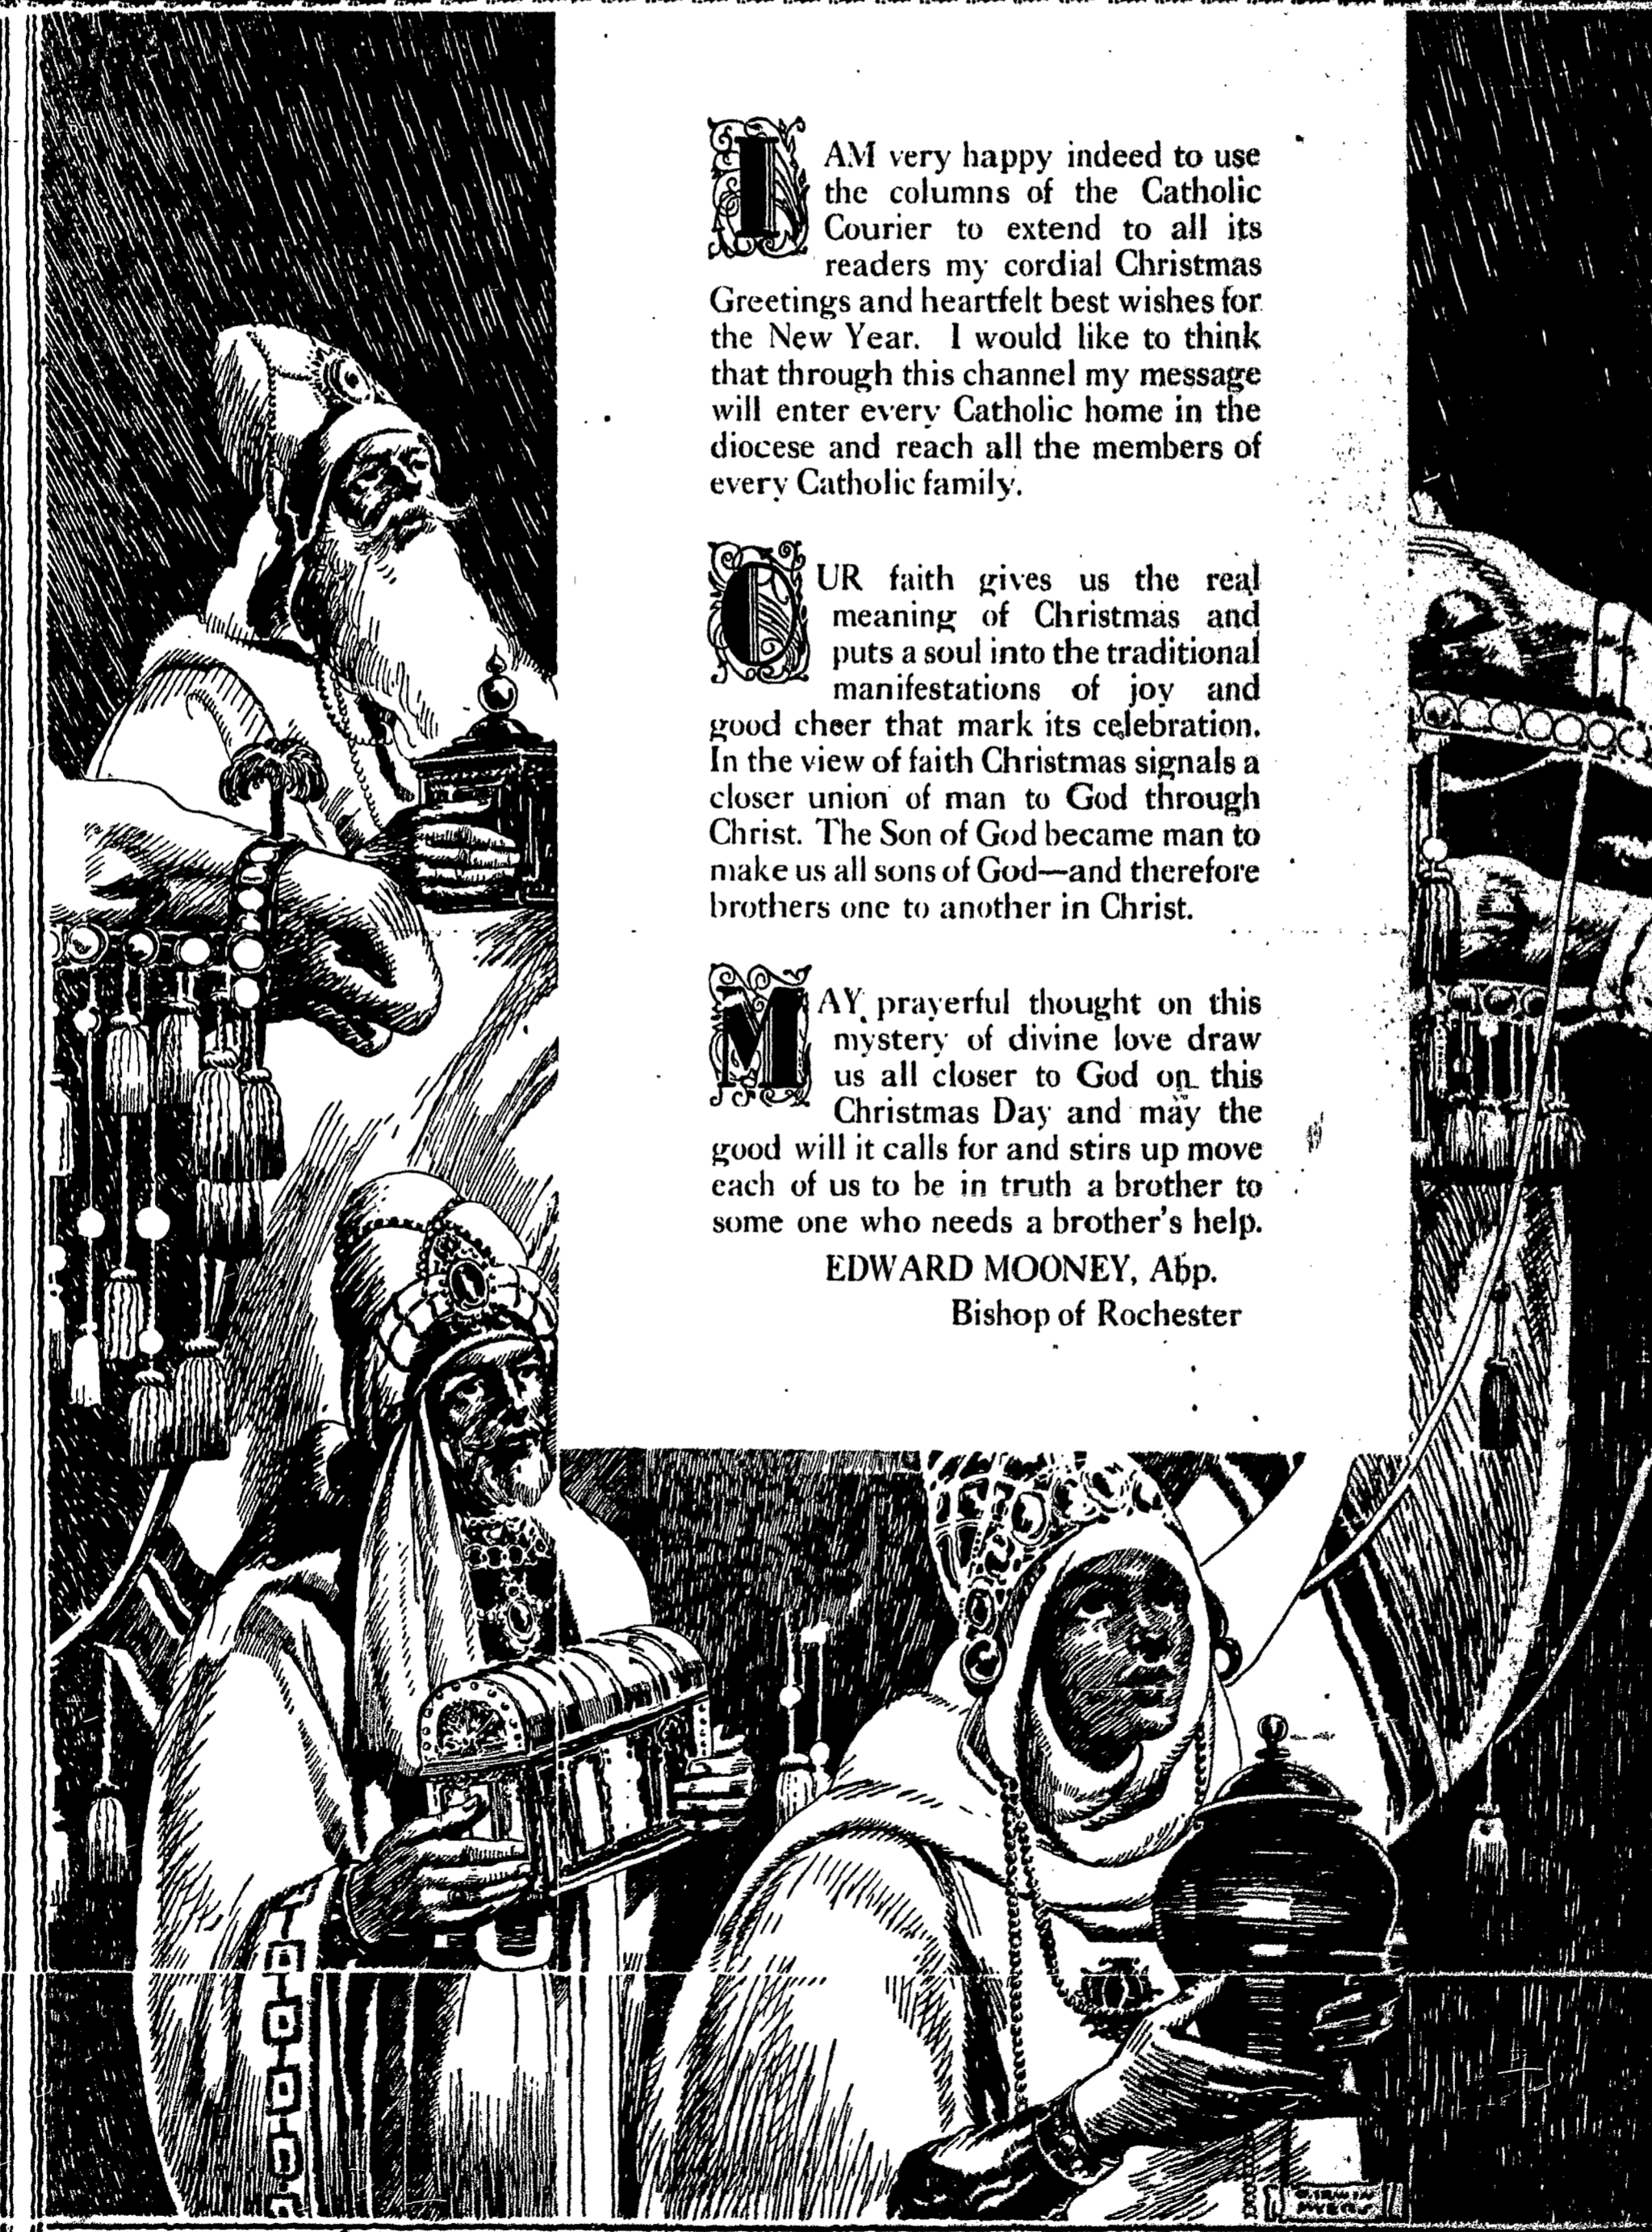 I AM very happy indeed to use
the columns of the Catholic
Courier to extend to all its
readers my cordial Christmas
Greetings and heartfelt best wishes for
the New Year. I would like to think
that through this channel my message
will enter every Catholic home in the
diocese and reach all the members of
every Catholic family.
OUR faith gives us the real
meaning of Christmas and
puts a soul into the traditional
manifestations of joy and
good cheer that mark its celebration.
In the view of faith Christmas signals a
closer union of man to God through
Christ. The Son of God became man to
make us all sons of God—and therefore
brothers one to another in Christ.
MAY prayerful thought on this
mystery of divine love draw
us all closer to God on this
Christmas Day and may the
good will it calls for and stirs up move
each of us to be in truth a brother to
some one who needs a brother's help.
EDWARD MOONEY, Abp.
Bishop of Rochester